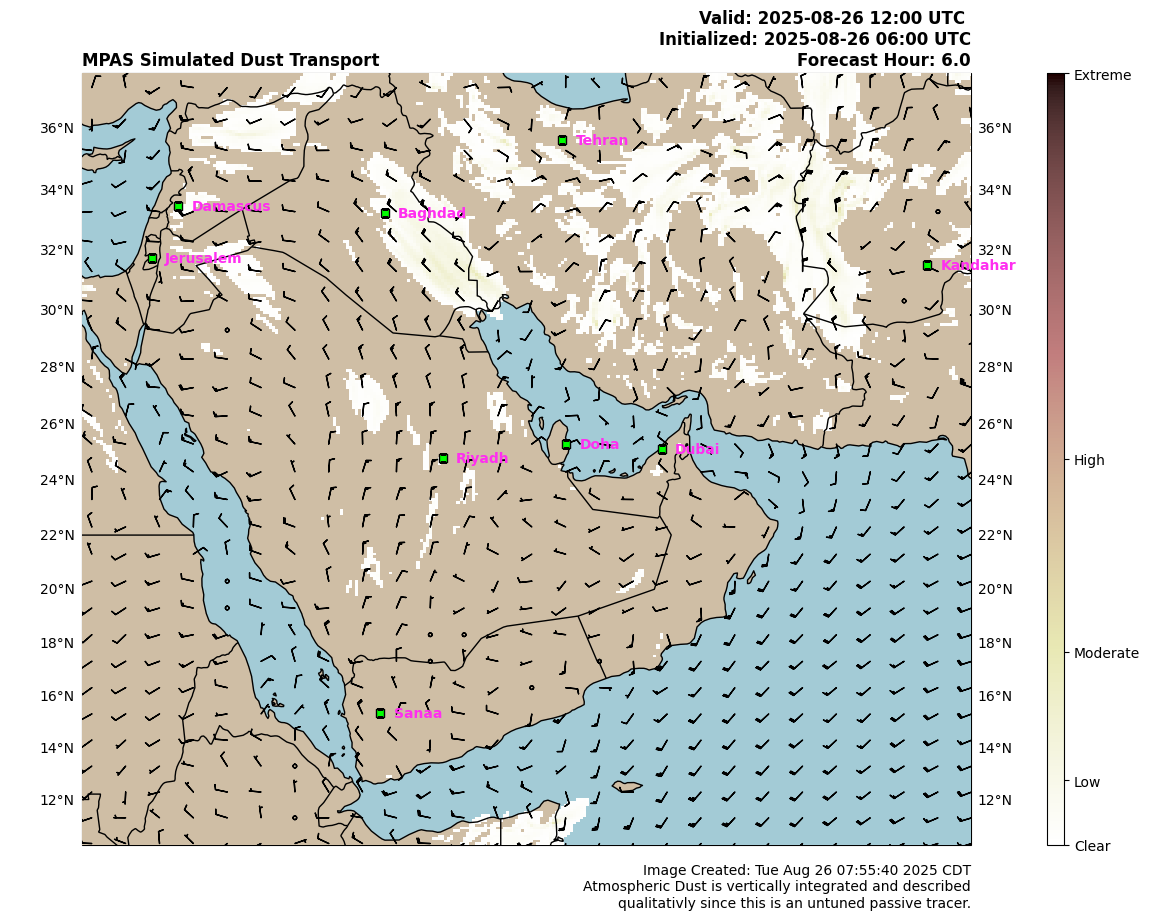 Valid: 2025-08-26 12:00 UTC
Initialized: 2025-08-26 06:00 UTC
MPAS Simulated Dust Transport
Forecast Hour: 6.0
Extreme
36°N
36°N
Tehran
34°N
34°N
Damascus
Baghdad
32°N
32°N
Jerusalem
Kandahar
30°N
30°N
28°N
28°N
26°N
26°N
Doha
Dubai
Riyadh
High
24°N
24°N
22°N
22°N
20°N
20°N
18°N
18°N
Moderate
16°N
16°N
Sanaa
14°N
14°N
Low
12°N
12°N
Clear
Image Created: Tue Aug 26 07:55:40 2025 CDT
Atmospheric Dust is vertically integrated and described
qualitativly since this is an untuned passive tracer.